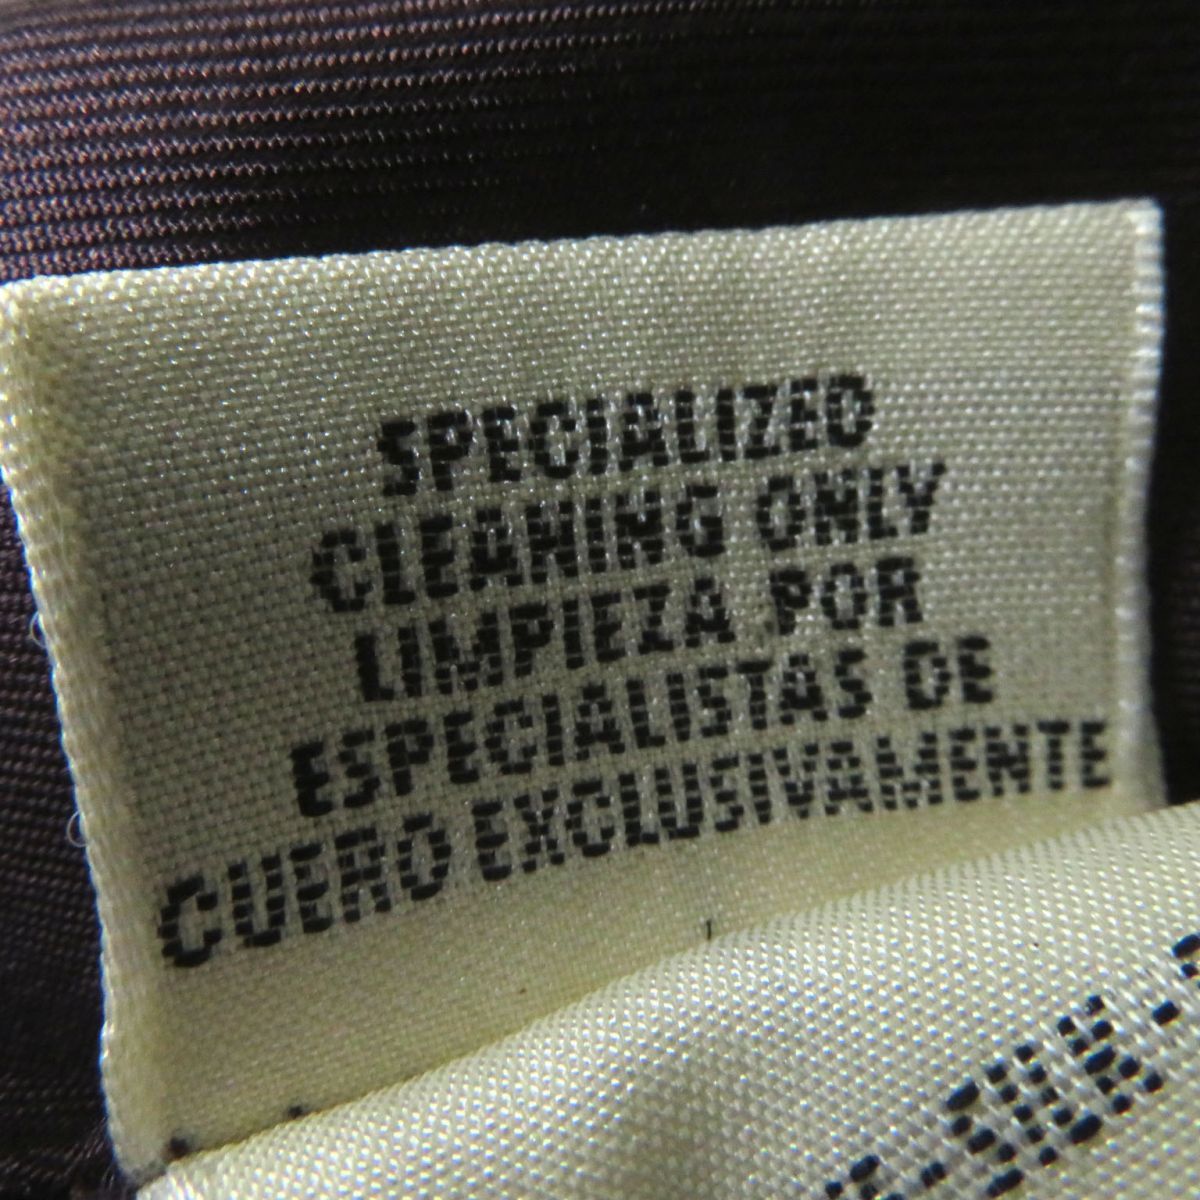 SPECIALIZED
CLEANING ONLY
LIMPIEZA POR
ESPECIALISTAS DE
CUERO EXCLUSIVAMENTE